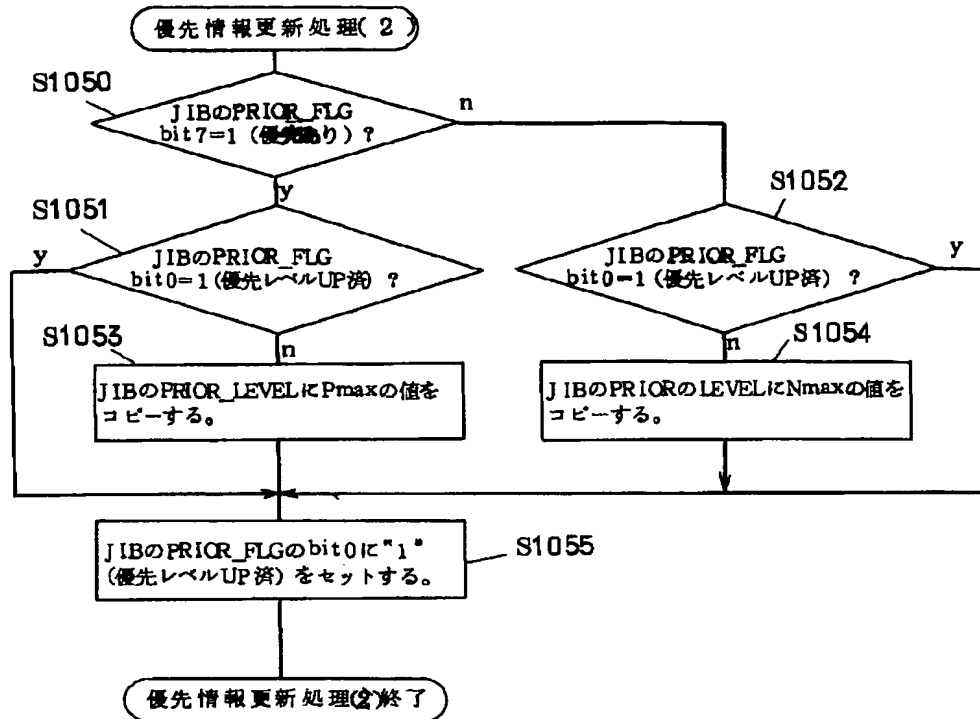 優先情報更新処理(2)
S1050
JIBのPRIOR_FLG
bit7=1(優先あり)?
n
y
S1051
y
JIBのPRIOR_FLG
bit0=1(優先レベルUP済)?
n
S1052
y
JIBのPRIOR_FLG
bit0=1(優先レベルUP済)?
n
S1053
JIBのPRIOR_LEVELにPmaxの値を
コピーする。
S1054
JIBのPRIORのLEVELにNmaxの値を
コピーする。
JIBのPRIOR_FLGのbit0に"1"
(優先レベルUP済)をセットする。
S1055
優先情報更新処理(2)終了